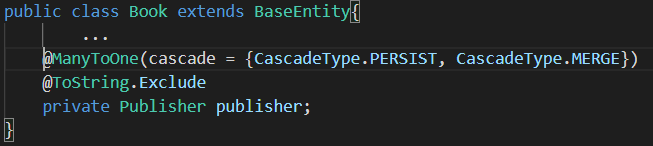 public class Book extends BaseEntity{
...
@ManyToOne(cascade = {CascadeType.PERSIST, CascadeType.MERGE})
@ToString.Exclude
private Publisher publisher;
}